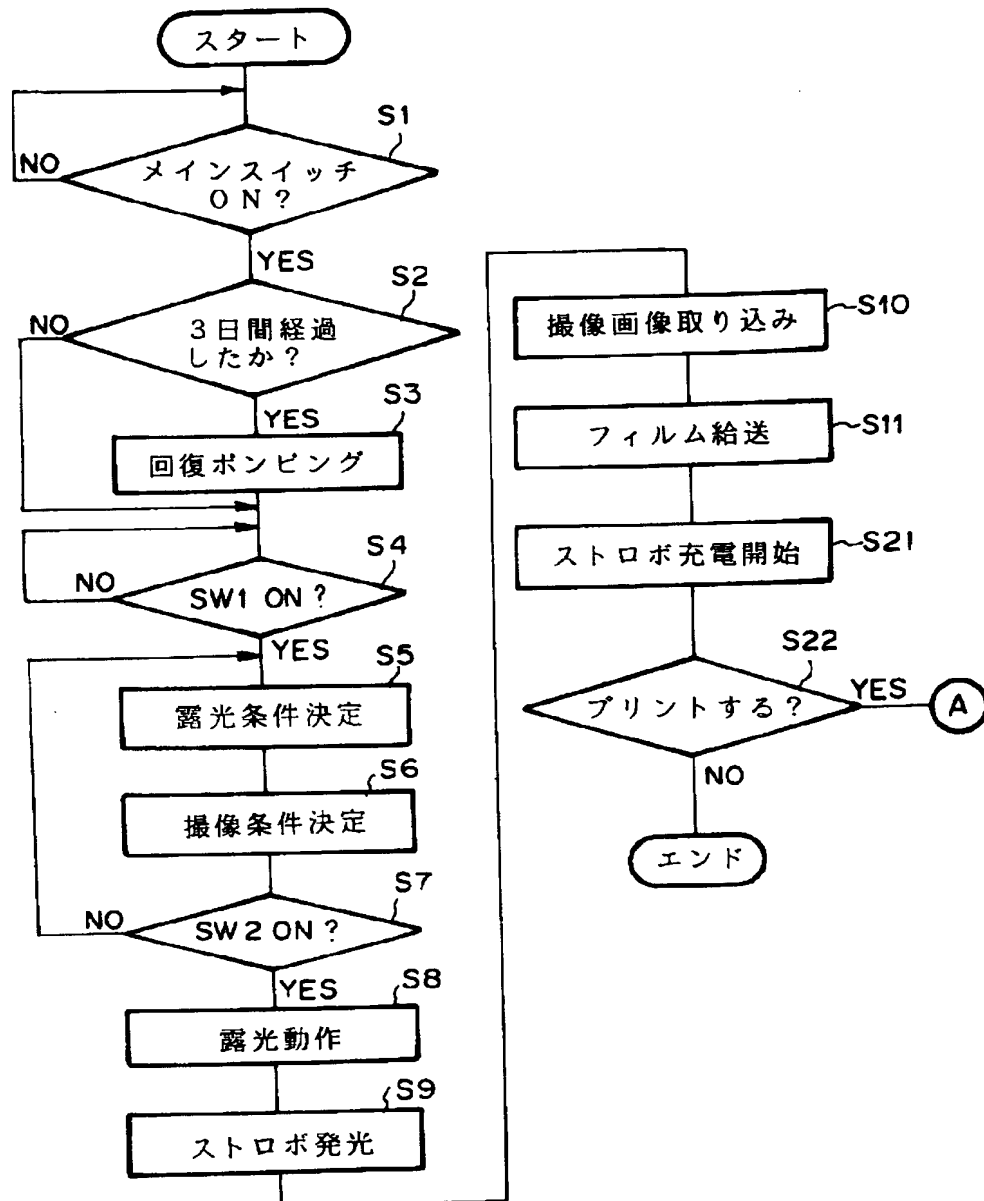 スタート
S1
NO
メインスイッチ
ON?
YES
S2
NO
3日間経過
したか?
YES
S3
回復ポンピング
S4
NO
SW1 ON?
YES
S5
露光条件決定
S6
撮像条件決定
S7
NO
SW2 ON?
YES
S8
露光動作
S9
ストロボ発光
撮像画像取り込み
S10
フィルム給送
S11
ストロボ充電開始
S21
S22
プリントする?
YES
A
NO
エンド